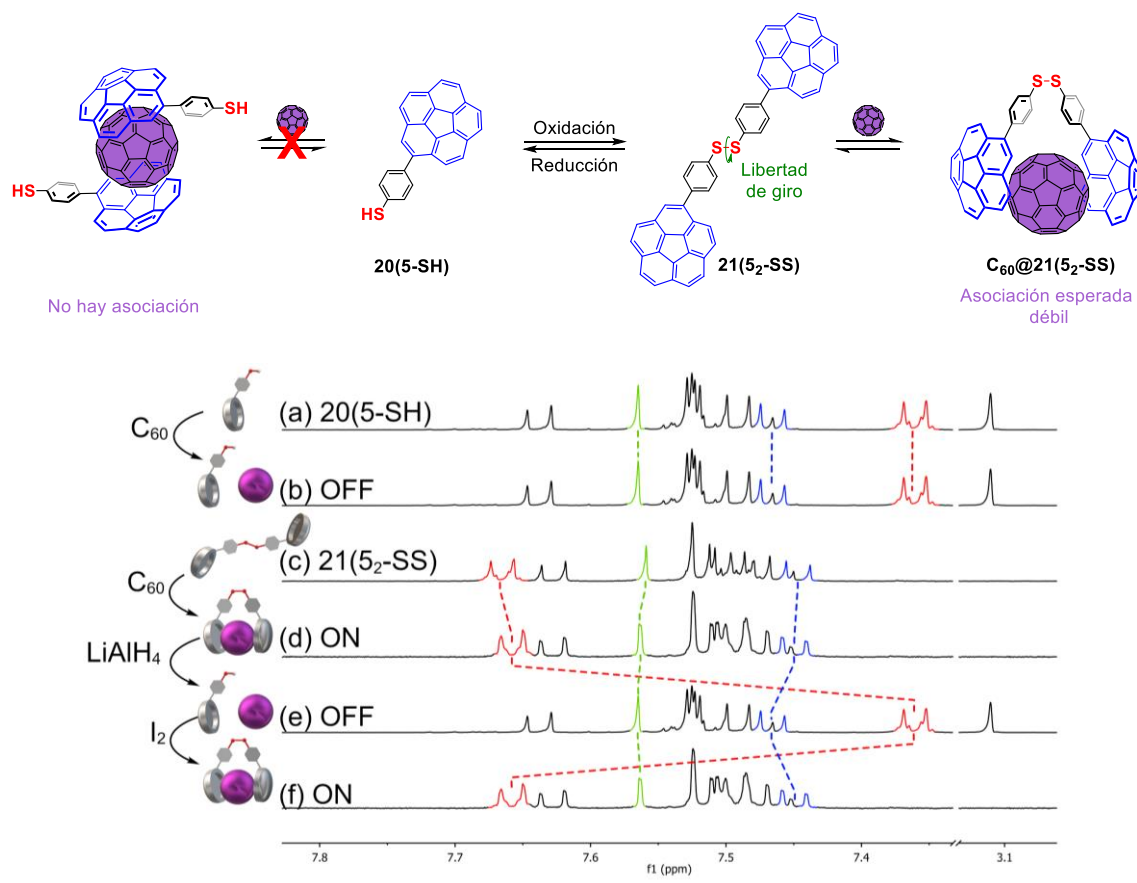 SH
HS
No hay asociación
X
HS
20(5-SH)
Oxidación
Reducción
S
S
Libertad
de giro
21(5₂-SS)
S-S
C₆₀@21(5₂-SS)
Asociación esperada
débil
(a) 20(5-SH)
C₆₀
(b) OFF
(c) 21(5₂-SS)
C₆₀
(d) ON
LiAlH₄
(e) OFF
I₂
(f) ON
7.8 7.7 7.6 7.5 7.4 3.1
f1 (ppm)